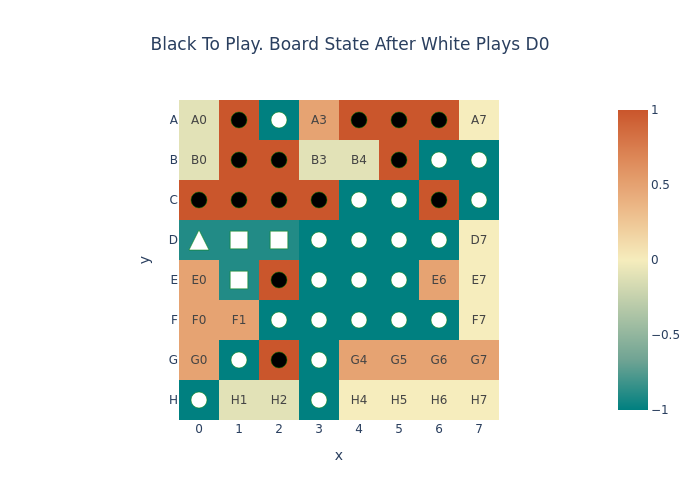 Black To Play. Board State After White Plays D0
A A0 A3 A7
B B0 B3 B4
C
D D7
E E0 E6 E7
F F0 F1 F7
G G0 G4 G5 G6 G7
H H1 H2 H4 H5 H6 H7
0 1 2 3 4 5 6 7
x
y
1
0.5
0
−0.5
−1